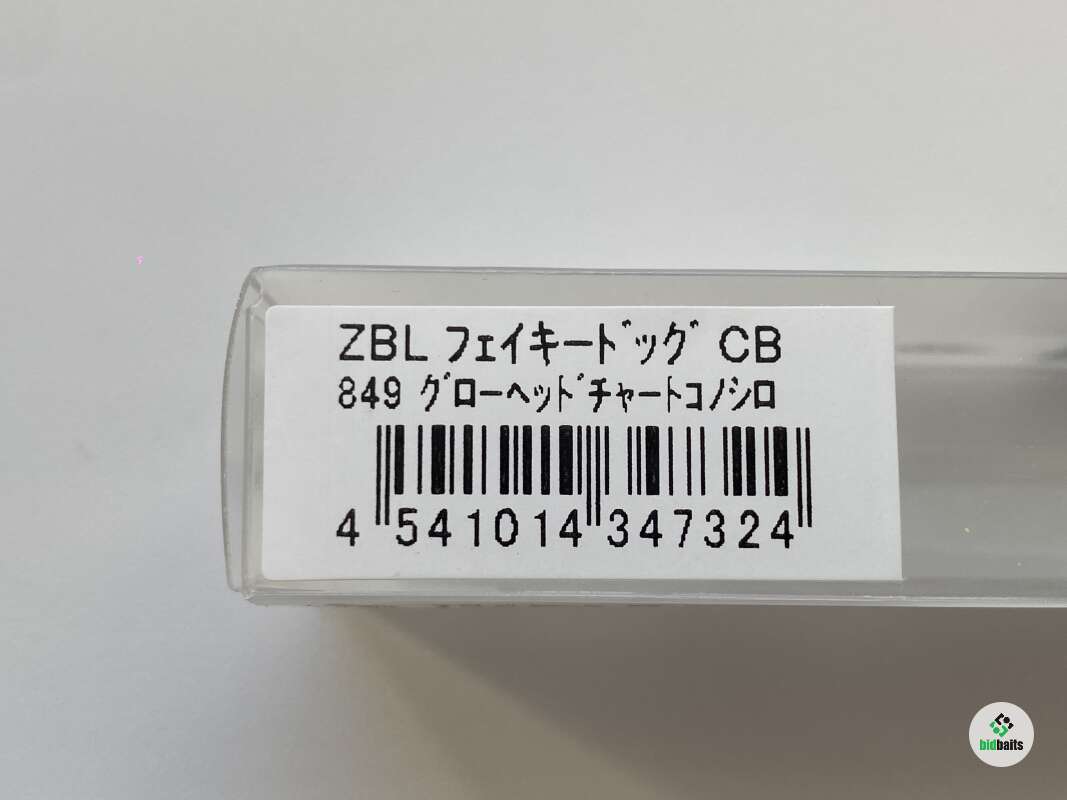 ZBL フェイキードッグ CB
849 グローヘッドチャートコノシロ
4 541014 347324
bidbaits